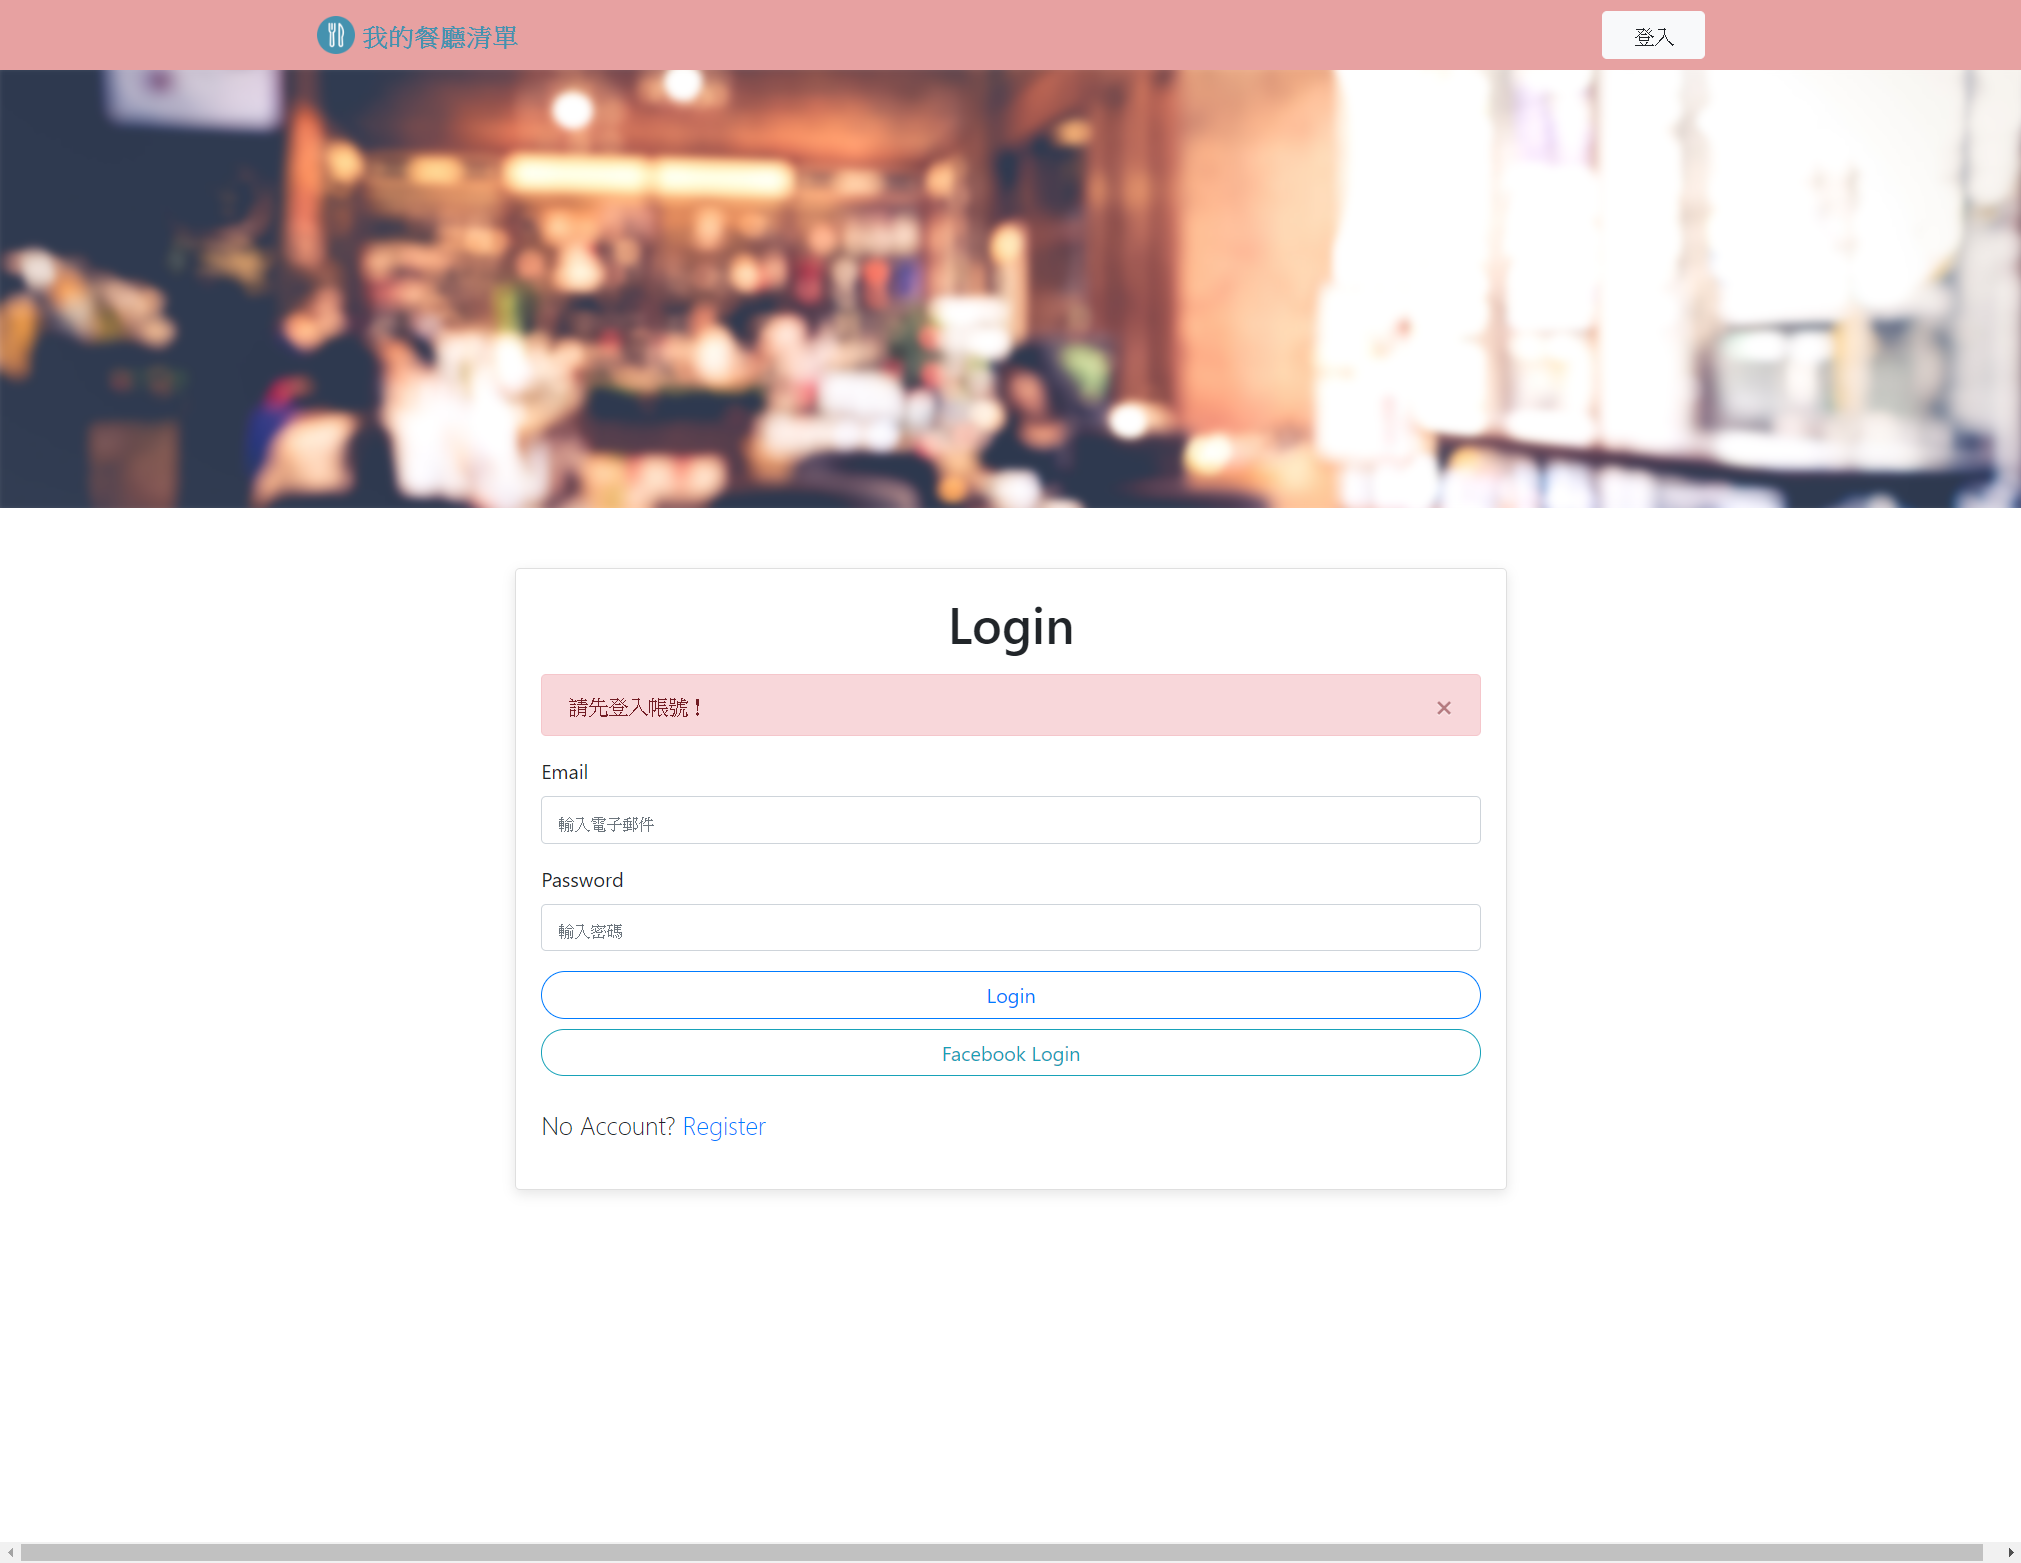 我的餐廳清單
登入
Login
請先登入帳號！
×
Email
輸入電子郵件
Password
輸入密碼
Login
Facebook Login
No Account? Register